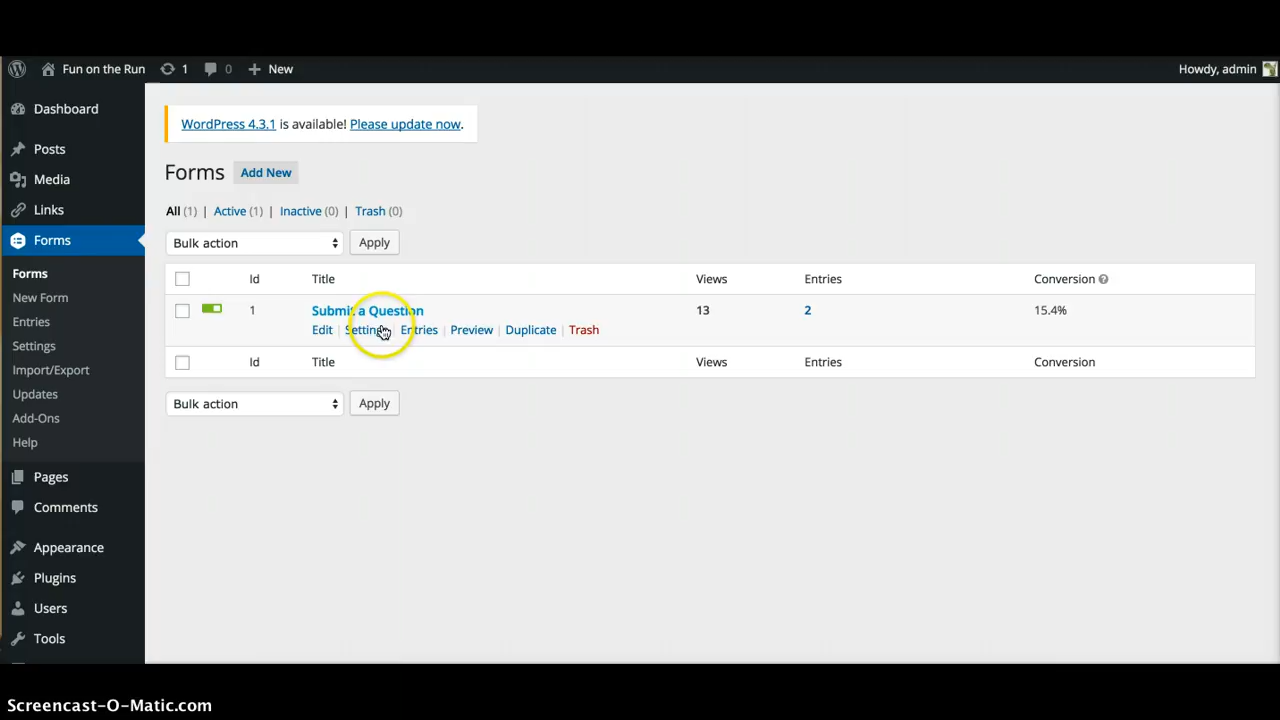 Fun on the Run 1 0 New Howdy, admin
Dashboard
Posts
Media
Links
Forms
Forms
New Form
Entries
Settings
Import/Export
Updates
Add-Ons
Help
Pages
Comments
Appearance
Plugins
Users
Tools
WordPress 4.3.1 is available! Please update now.
Forms Add New
All (1) | Active (1) | Inactive (0) | Trash (0)
Bulk action Apply
Id Title Views Entries Conversion ?
1 Submit a Question 13 2 15.4%
Edit | Settings | Entries | Preview | Duplicate | Trash
Id Title Views Entries Conversion
Bulk action Apply
Screencast-O-Matic.com